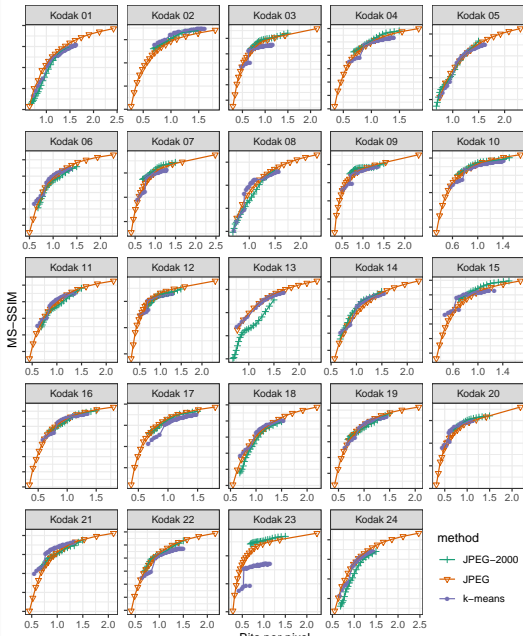 Kodak 01 Kodak 02 Kodak 03 Kodak 04 Kodak 05
1.0 1.5 2.0 2.5 0.5 1.0 1.5 0.5 1.0 1.5 2.0 0.5 1.0 1.5 1.0 1.5 2.0 2.5
Kodak 06 Kodak 07 Kodak 08 Kodak 09 Kodak 10
0.5 1.0 1.5 2.0 0.5 1.0 1.5 2.0 2.5 1.0 1.5 2.0 0.5 1.0 1.5 2.0 0.6 1.0 1.4
MS−SSIM
Kodak 11 Kodak 12 Kodak 13 Kodak 14 Kodak 15
0.5 1.0 1.5 2.0 0.5 1.0 1.5 2.0 1.0 1.5 2.0 0.5 1.0 1.5 2.0 0.5 1.0 1.5
Kodak 16 Kodak 17 Kodak 18 Kodak 19 Kodak 20
0.5 1.0 1.5 0.5 1.0 1.5 0.5 1.0 1.5 2.0 2.5 0.5 1.0 1.5 2.0 0.5 1.0 1.5 2.0
Kodak 21 Kodak 22 Kodak 23 Kodak 24
0.5 1.0 1.5 2.0 0.5 1.0 1.5 2.0 0.5 1.0 1.5 2.0 0.5 1.0 1.5 2.0 2.5
method
JPEG−2000
JPEG
k−means
Bits per pixel